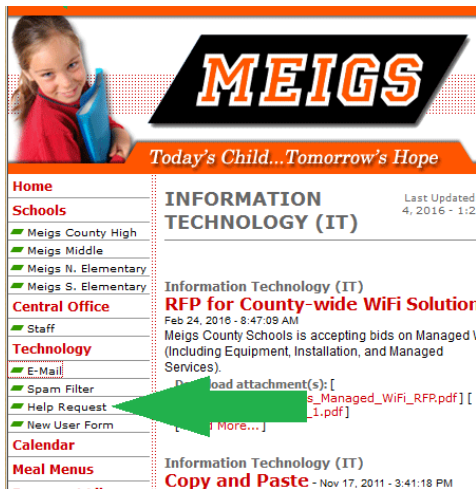 MEIGS
Today's Child...Tomorrow's Hope
Home
Schools
Meigs County High
Meigs Middle
Meigs N. Elementary
Meigs S. Elementary
Central Office
Staff
Technology
E-Mail
Spam Filter
Help Request
New User Form
Calendar
Meal Menus
INFORMATION
TECHNOLOGY (IT)
Last Updated
4, 2016 - 1:2
Information Technology (IT)
RFP for County-wide WiFi Solution
Feb 24, 2016 - 8:47:09 AM
Meigs County Schools is accepting bids on Managed W
(Including Equipment, Installation, and Managed
Services).
oad attachment(s): [
s_Managed_WiFi_RFP.pdf] [
_1.pdf]
[ d More... ]
Information Technology (IT)
Copy and Paste - Nov 17, 2011 - 3:41:18 PM